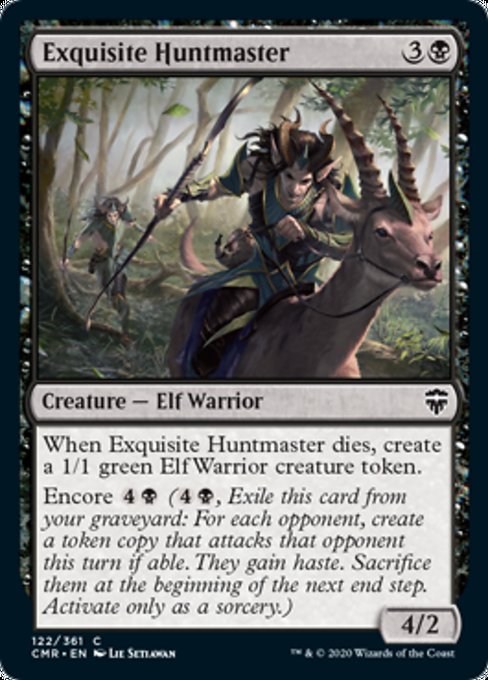 Exquisite Huntmaster 3
Creature — Elf Warrior
When Exquisite Huntmaster dies, create
a 1/1 green Elf Warrior creature token.
Encore 4 (4, Exile this card from
your graveyard: For each opponent, create
a token copy that attacks that opponent
this turn if able. They gain haste. Sacrifice
them at the beginning of the next end step.
Activate only as a sorcery.)
4/2
122/361 C
CMR • EN Lie Setiawan
™ & © 2020 Wizards of the Coast